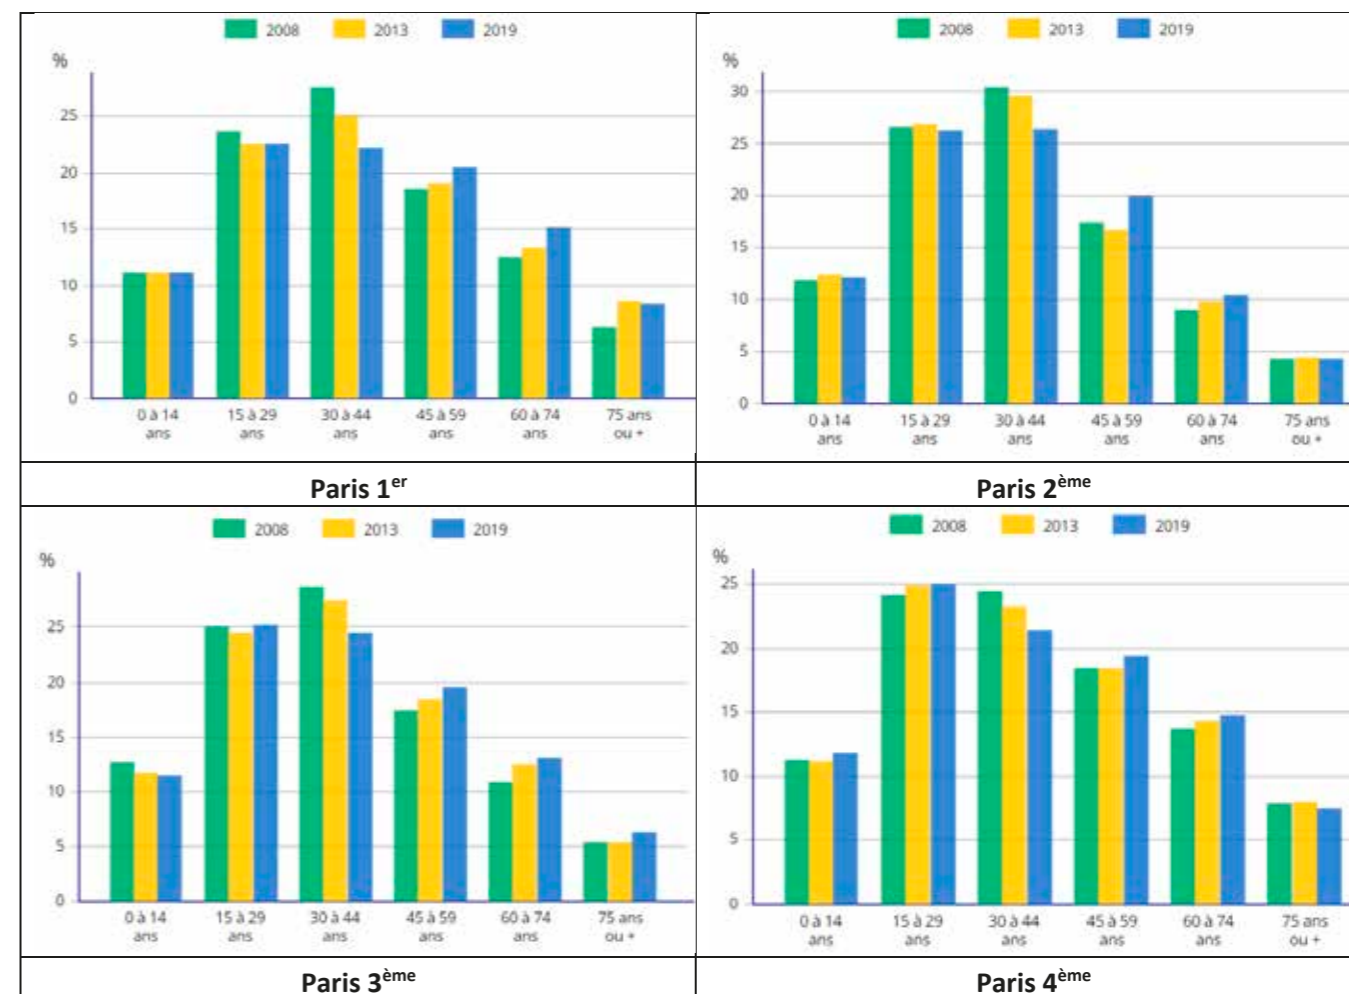 2008 2013 2019
%
25
20
15
10
5
0
0 à 14 ans
15 à 29 ans
30 à 44 ans
45 à 59 ans
60 à 74 ans
75 ans ou +
Paris 1er
2008 2013 2019
%
30
25
20
15
10
5
0
0 à 14 ans
15 à 29 ans
30 à 44 ans
45 à 59 ans
60 à 74 ans
75 ans ou +
Paris 2ème
2008 2013 2019
%
25
20
15
10
5
0
0 à 14 ans
15 à 29 ans
30 à 44 ans
45 à 59 ans
60 à 74 ans
75 ans ou +
Paris 3ème
2008 2013 2019
%
25
20
15
10
5
0
0 à 14 ans
15 à 29 ans
30 à 44 ans
45 à 59 ans
60 à 74 ans
75 ans ou +
Paris 4ème